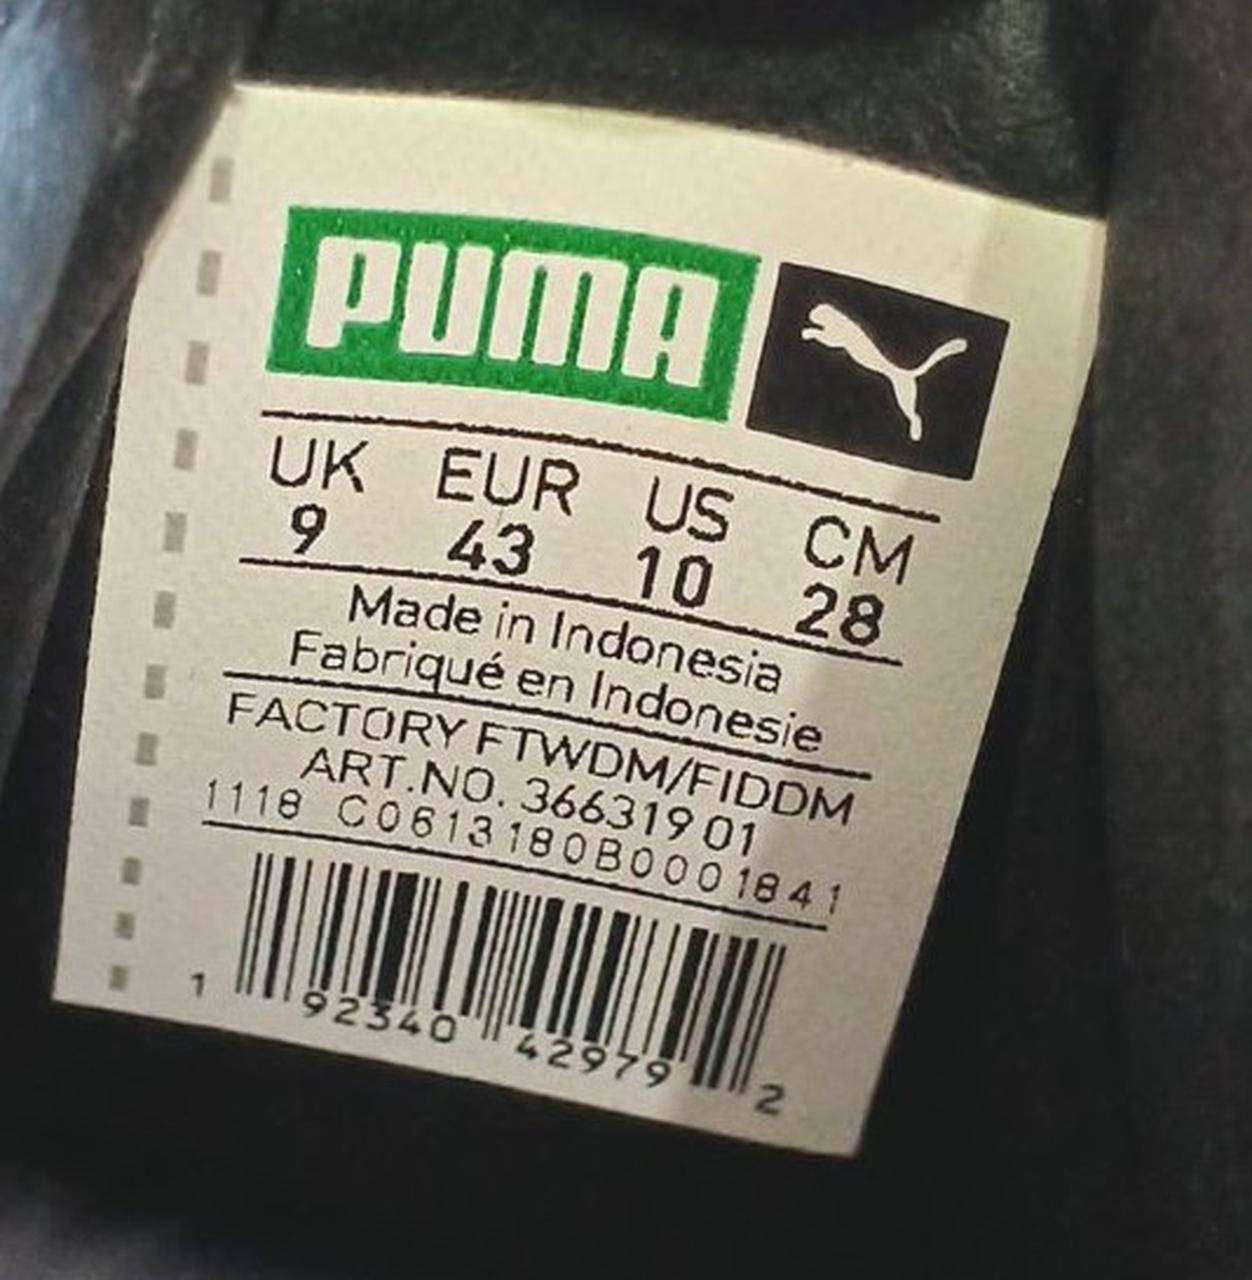 PUMA
UK EUR US CM
9 43 10 28
Made in Indonesia
Fabriqué en Indonesie
FACTORY FTWDM/FIDDM
ART.NO. 366319 01
1118 C0613180B0001841
1 92340 42979 2